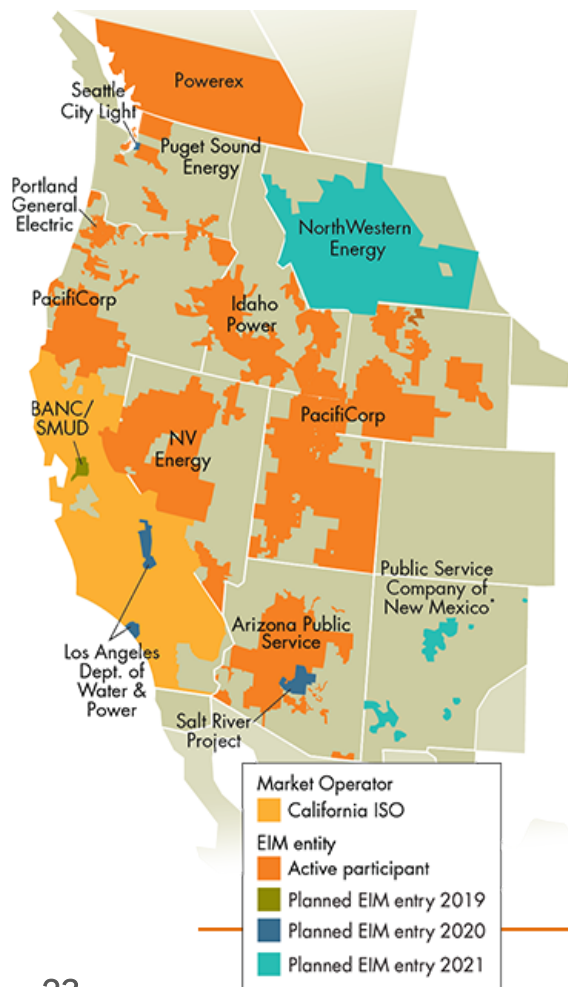 Powerex
Seattle
City Light
Puget Sound
Energy
Portland
General
Electric
NorthWestern
Energy
PacifiCorp
Idaho
Power
BANC/
SMUD
NV
Energy
PacifiCorp
Public Service
Company of
New Mexico*
Arizona Public
Service
Los Angeles
Dept. of
Water &
Power
Salt River
Project
Market Operator
California ISO
EIM entity
Active participant
Planned EIM entry 2019
Planned EIM entry 2020
Planned EIM entry 2021